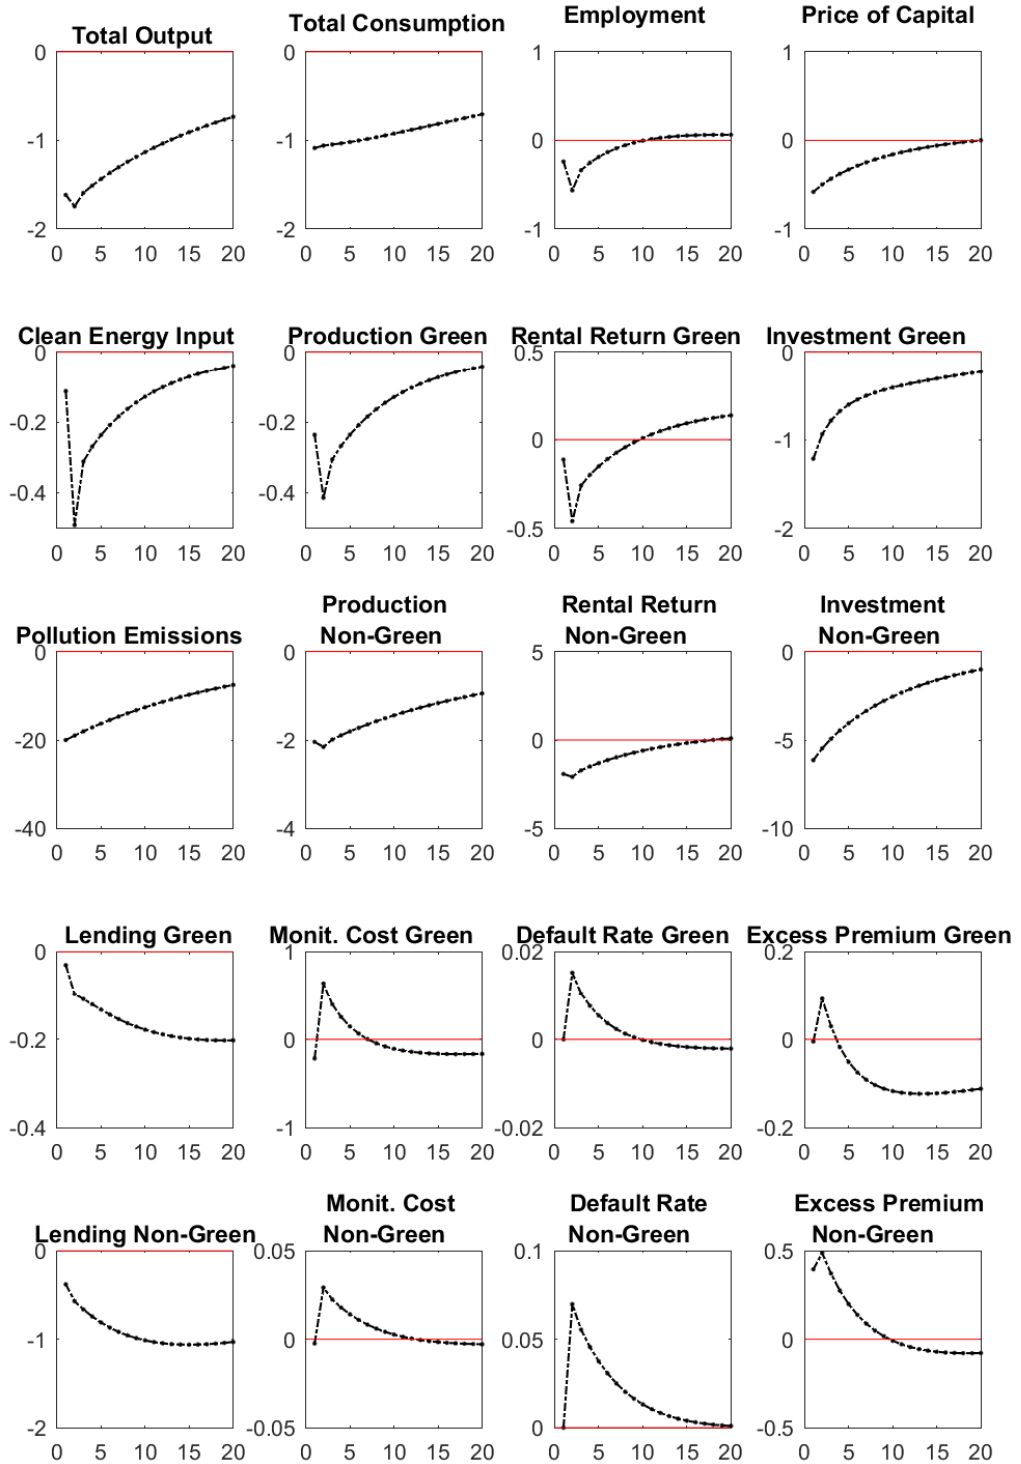 Total Output
Total Consumption
Employment
Price of Capital
0
-1
-2
0 5 10 15 20
0
-1
-2
0 5 10 15 20
1
0
-1
0 5 10 15 20
1
0
-1
0 5 10 15 20
Clean Energy Input
Production Green
Rental Return Green
Investment Green
0
-0.2
-0.4
0 5 10 15 20
0
-0.2
-0.4
0 5 10 15 20
0.5
0
-0.5
0 5 10 15 20
0
-1
-2
0 5 10 15 20
Pollution Emissions
Production
Non-Green
Rental Return
Non-Green
Investment
Non-Green
0
-20
-40
0 5 10 15 20
0
-2
-4
0 5 10 15 20
5
0
-5
0 5 10 15 20
0
-5
-10
0 5 10 15 20
Lending Green
Monit. Cost Green
Default Rate Green
Excess Premium Green
0
-0.2
-0.4
0 5 10 15 20
1
0
-1
0 5 10 15 20
0.02
0
-0.02
0 5 10 15 20
0.2
0
-0.2
0 5 10 15 20
Lending Non-Green
Monit. Cost
Non-Green
Default Rate
Non-Green
Excess Premium
Non-Green
0
-1
-2
0 5 10 15 20
0.05
0
-0.05
0 5 10 15 20
0.1
0.05
0
0 5 10 15 20
0.5
0
-0.5
0 5 10 15 20